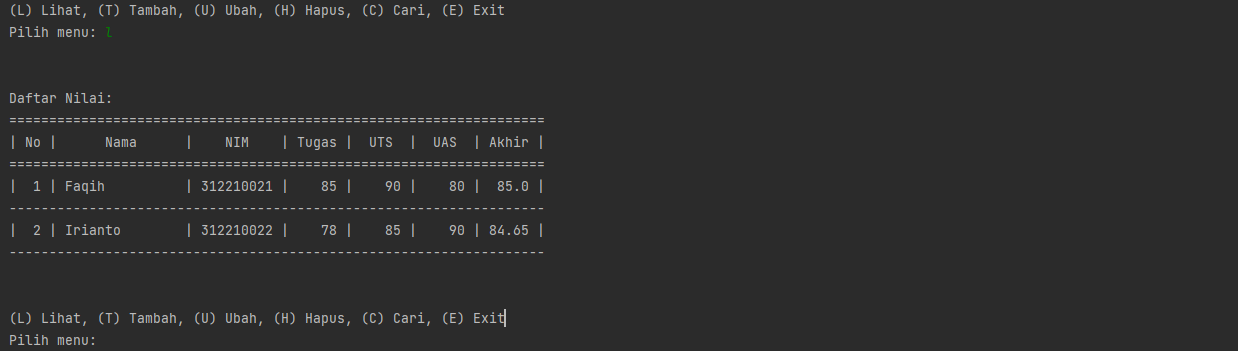 (L) Lihat, (T) Tambah, (U) Ubah, (H) Hapus, (C) Cari, (E) Exit
Pilih menu: l
Daftar Nilai:
===================================================================
| No |      Nama      |    NIM    | Tugas |  UTS  |  UAS  | Akhir |
===================================================================
|  1 | Faqih          | 312210021 |    85 |    90 |    80 |  85.0 |
-------------------------------------------------------------------
|  2 | Irianto        | 312210022 |    78 |    85 |    90 | 84.65 |
-------------------------------------------------------------------
(L) Lihat, (T) Tambah, (U) Ubah, (H) Hapus, (C) Cari, (E) Exit
Pilih menu: